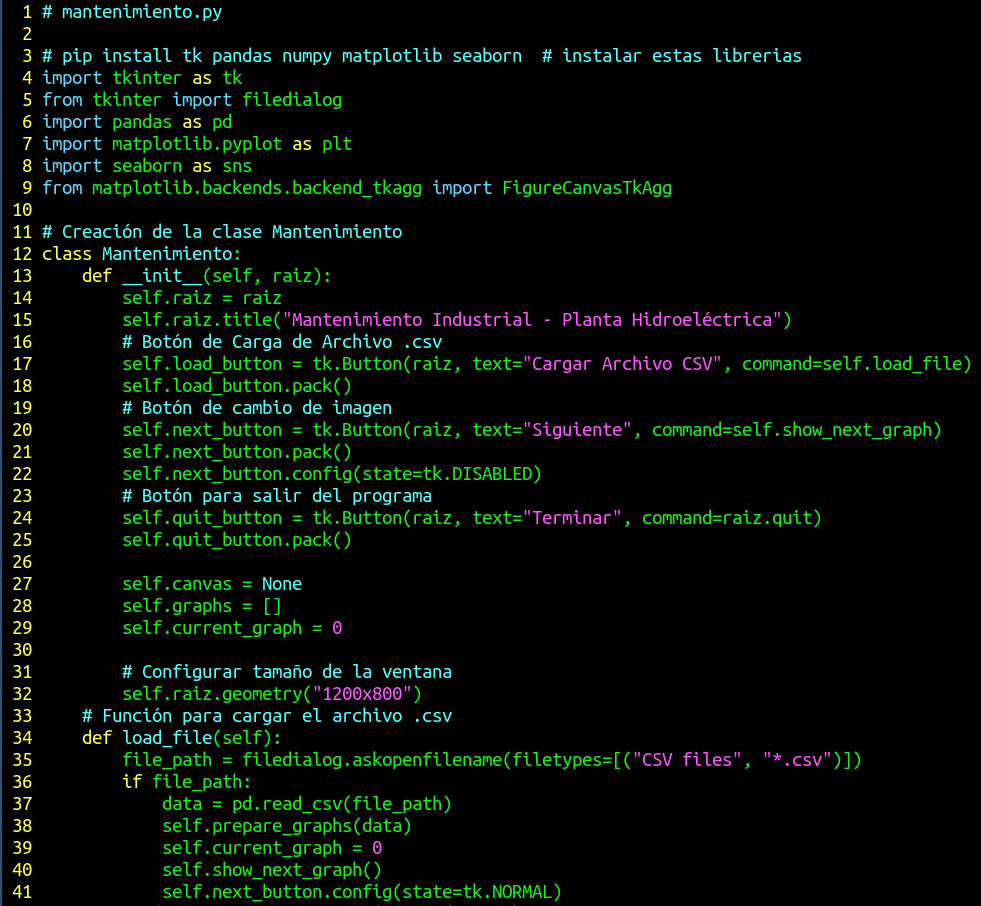 1 # mantenimiento.py
2
3 # pip install tk pandas numpy matplotlib seaborn  # instalar estas librerias
4 import tkinter as tk
5 from tkinter import filedialog
6 import pandas as pd
7 import matplotlib.pyplot as plt
8 import seaborn as sns
9 from matplotlib.backends.backend_tkagg import FigureCanvasTkAgg
10
11 # Creación de la clase Mantenimiento
12 class Mantenimiento:
13     def __init__(self, raiz):
14         self.raiz = raiz
15         self.raiz.title("Mantenimiento Industrial - Planta Hidroeléctrica")
16         # Botón de Carga de Archivo .csv
17         self.load_button = tk.Button(raiz, text="Cargar Archivo CSV", command=self.load_file)
18         self.load_button.pack()
19         # Botón de cambio de imagen
20         self.next_button = tk.Button(raiz, text="Siguiente", command=self.show_next_graph)
21         self.next_button.pack()
22         self.next_button.config(state=tk.DISABLED)
23         # Botón para salir del programa
24         self.quit_button = tk.Button(raiz, text="Terminar", command=raiz.quit)
25         self.quit_button.pack()
26
27         self.canvas = None
28         self.graphs = []
29         self.current_graph = 0
30
31         # Configurar tamaño de la ventana
32         self.raiz.geometry("1200x800")
33     # Función para cargar el archivo .csv
34     def load_file(self):
35         file_path = filedialog.askopenfilename(filetypes=[("CSV files", "*.csv")])
36         if file_path:
37             data = pd.read_csv(file_path)
38             self.prepare_graphs(data)
39             self.current_graph = 0
40             self.show_next_graph()
41             self.next_button.config(state=tk.NORMAL)